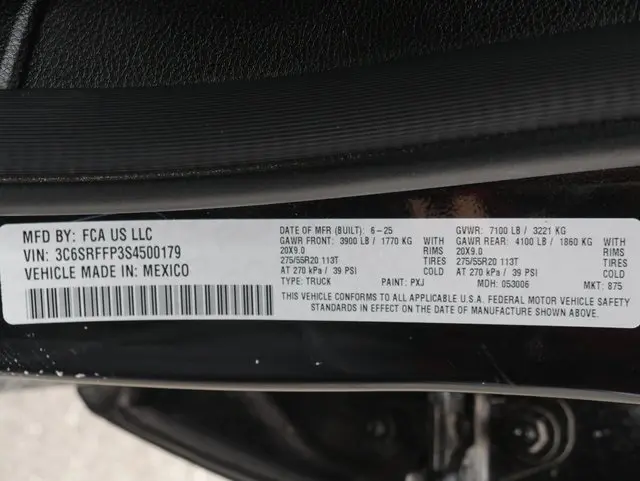 MFD BY: FCA US LLC
VIN: 3C6SRFFP3S4500179
VEHICLE MADE IN: MEXICO
DATE OF MFR (BUILT): 6-25
GAWR FRONT: 3900 LB / 1770 KG WITH
20X9.0 RIMS
275/55R20 113T TIRES
AT 270 kPa / 39 PSI COLD
TYPE: TRUCK PAINT: PXJ
GVWR: 7100 LB / 3221 KG
GAWR REAR: 4100 LB / 1860 KG WITH
20X9.0 RIMS
275/55R20 113T TIRES
AT 270 kPa / 39 PSI COLD
MDH: 053006 MKT: 875
THIS VEHICLE CONFORMS TO ALL APPLICABLE U.S.A. FEDERAL MOTOR VEHICLE SAFETY
STANDARDS IN EFFECT ON THE DATE OF MANUFACTURE SHOWN ABOVE.